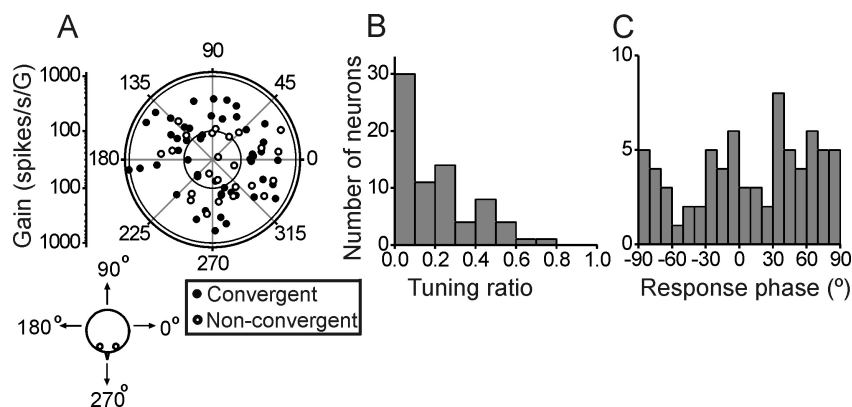 A
B
C
Gain (spikes/s/G)
1000
100
100
1000
90
135
45
180
0
225
315
270
90°
180°
0°
270°
Convergent
Non-convergent
Number of neurons
30
20
10
0
0.0 0.2 0.4 0.6 0.8 1.0
Tuning ratio
10
5
0
-90 -60 -30 0 30 60 90
Response phase (º)